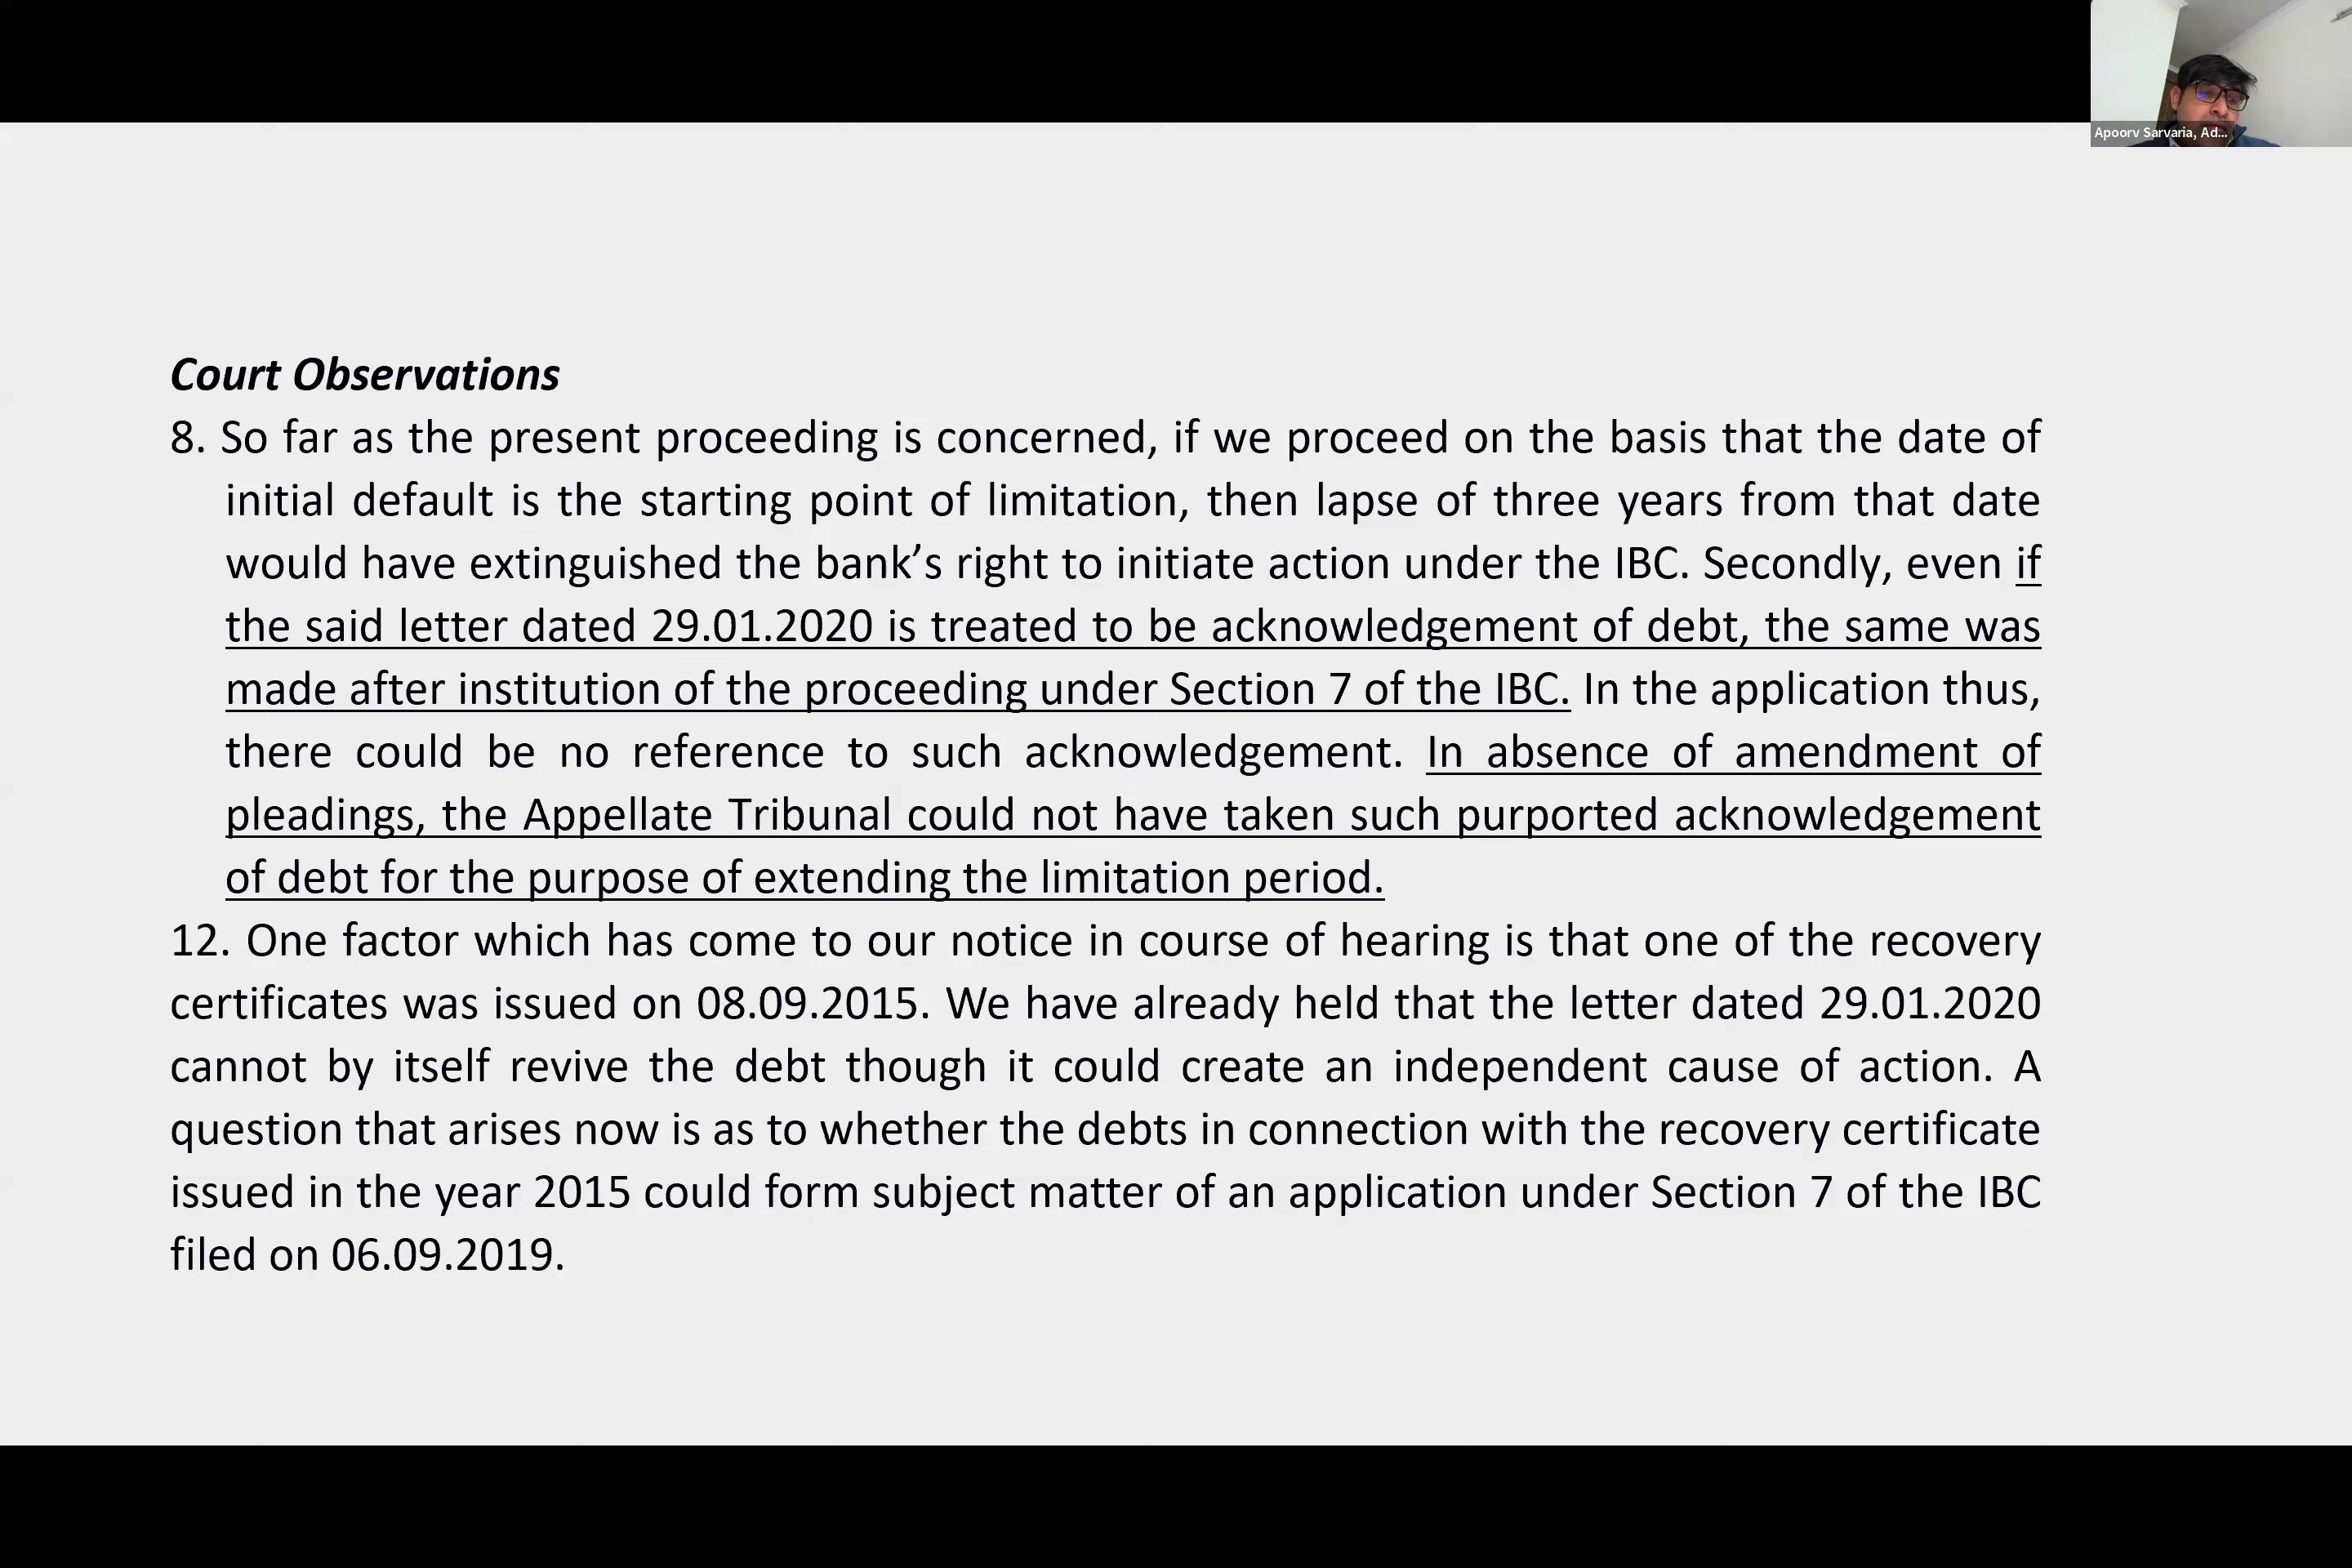 Apoorv Sarvaria, Ad...
Court Observations
8. So far as the present proceeding is concerned, if we proceed on the basis that the date of
initial default is the starting point of limitation, then lapse of three years from that date
would have extinguished the bank’s right to initiate action under the IBC. Secondly, even if
the said letter dated 29.01.2020 is treated to be acknowledgement of debt, the same was
made after institution of the proceeding under Section 7 of the IBC. In the application thus,
there could be no reference to such acknowledgement. In absence of amendment of
pleadings, the Appellate Tribunal could not have taken such purported acknowledgement
of debt for the purpose of extending the limitation period.
12. One factor which has come to our notice in course of hearing is that one of the recovery
certificates was issued on 08.09.2015. We have already held that the letter dated 29.01.2020
cannot by itself revive the debt though it could create an independent cause of action. A
question that arises now is as to whether the debts in connection with the recovery certificate
issued in the year 2015 could form subject matter of an application under Section 7 of the IBC
filed on 06.09.2019.